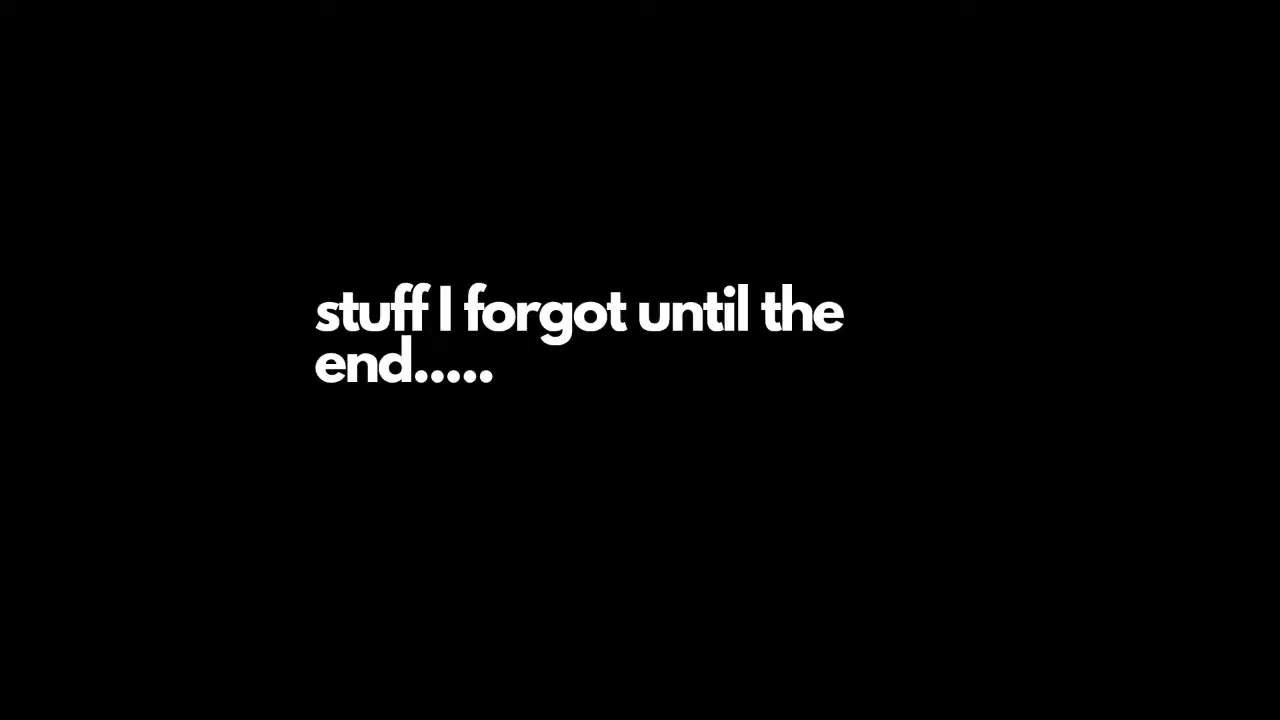 stuff I forgot until the
end.....